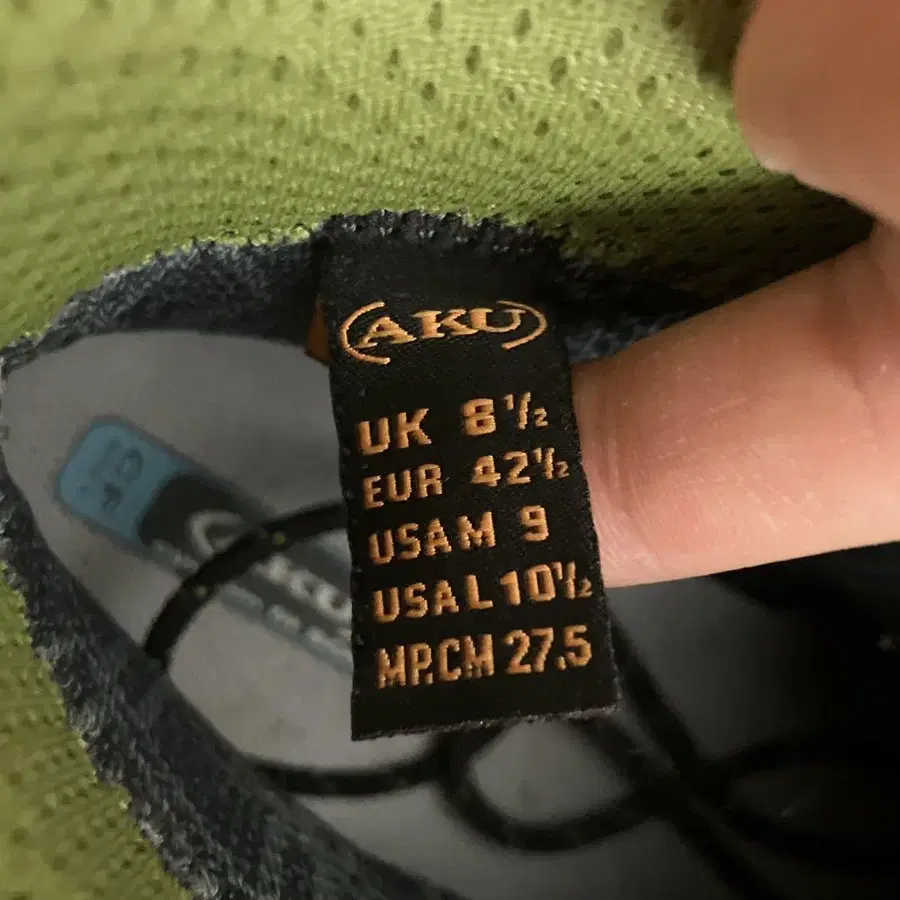 AKU
UK 8½
EUR 42½
USA M 9
USA L 10½
MP.CM 27.5